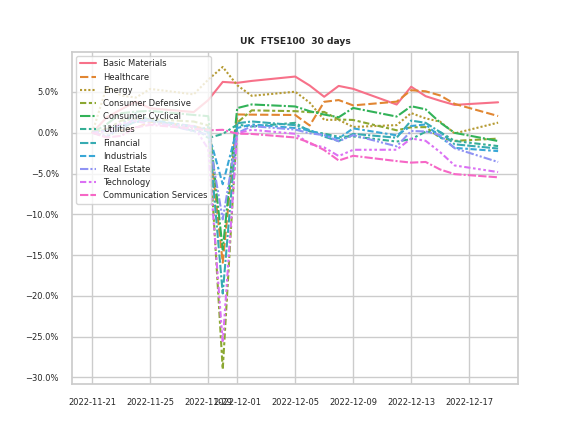 UK  FTSE100  30 days
Basic Materials
Healthcare
Energy
Consumer Defensive
Consumer Cyclical
Utilities
Financial
Industrials
Real Estate
Technology
Communication Services
5.0%
0.0%
−5.0%
−10.0%
−15.0%
−20.0%
−25.0%
−30.0%
2022-11-21 2022-11-25 2022-11-29 2022-12-01 2022-12-05 2022-12-09 2022-12-13 2022-12-17